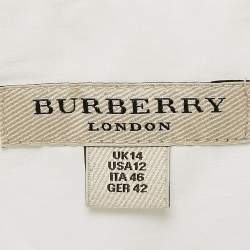 BURBERRY
LONDON
UK14
USA12
ITA 46
GER 42